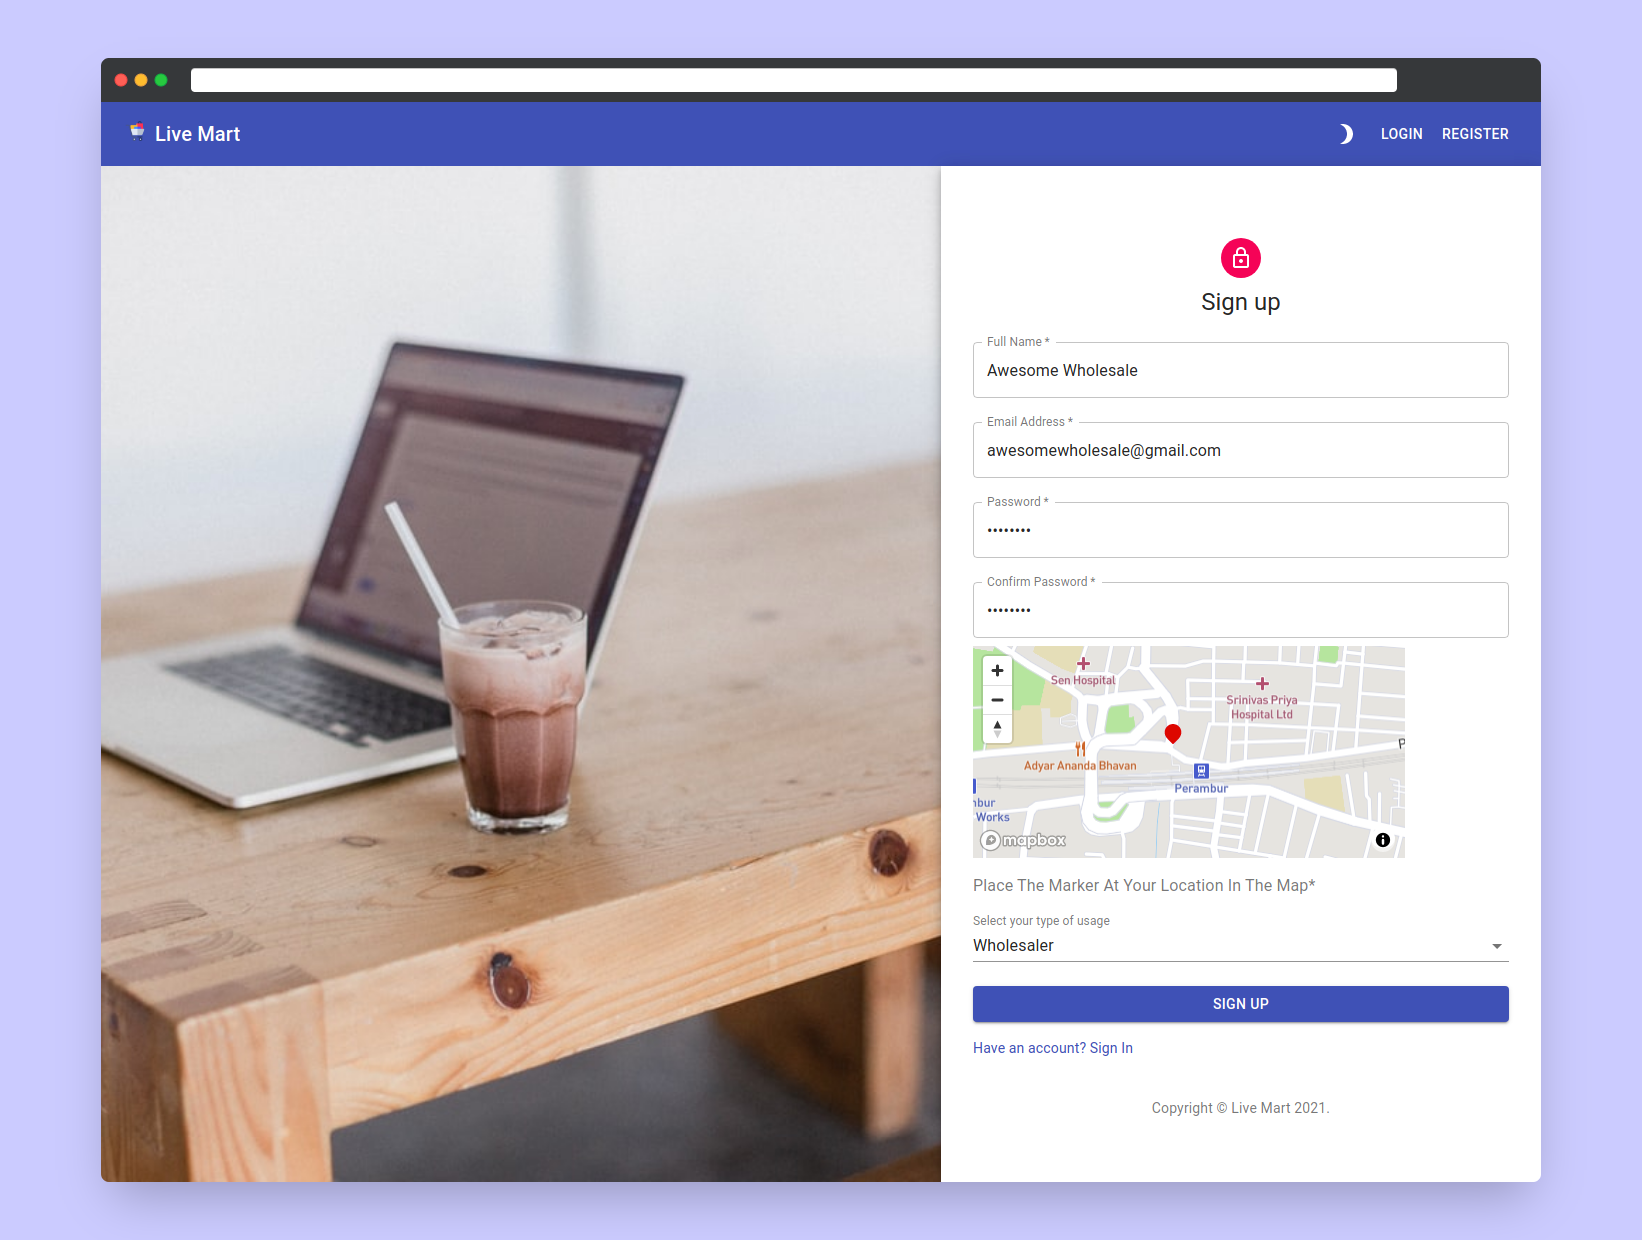 Live Mart
LOGIN
REGISTER
Sign up
Full Name *
Awesome Wholesale
Email Address *
awesomewholesale@gmail.com
Password *
••••••••
Confirm Password *
••••••••
Sen Hospital
Srinivas Priya
Hospital Ltd
Adyar Ananda Bhavan
Perambur
Works
mapbox
Place The Marker At Your Location In The Map*
Select your type of usage
Wholesaler
SIGN UP
Have an account? Sign In
Copyright © Live Mart 2021.